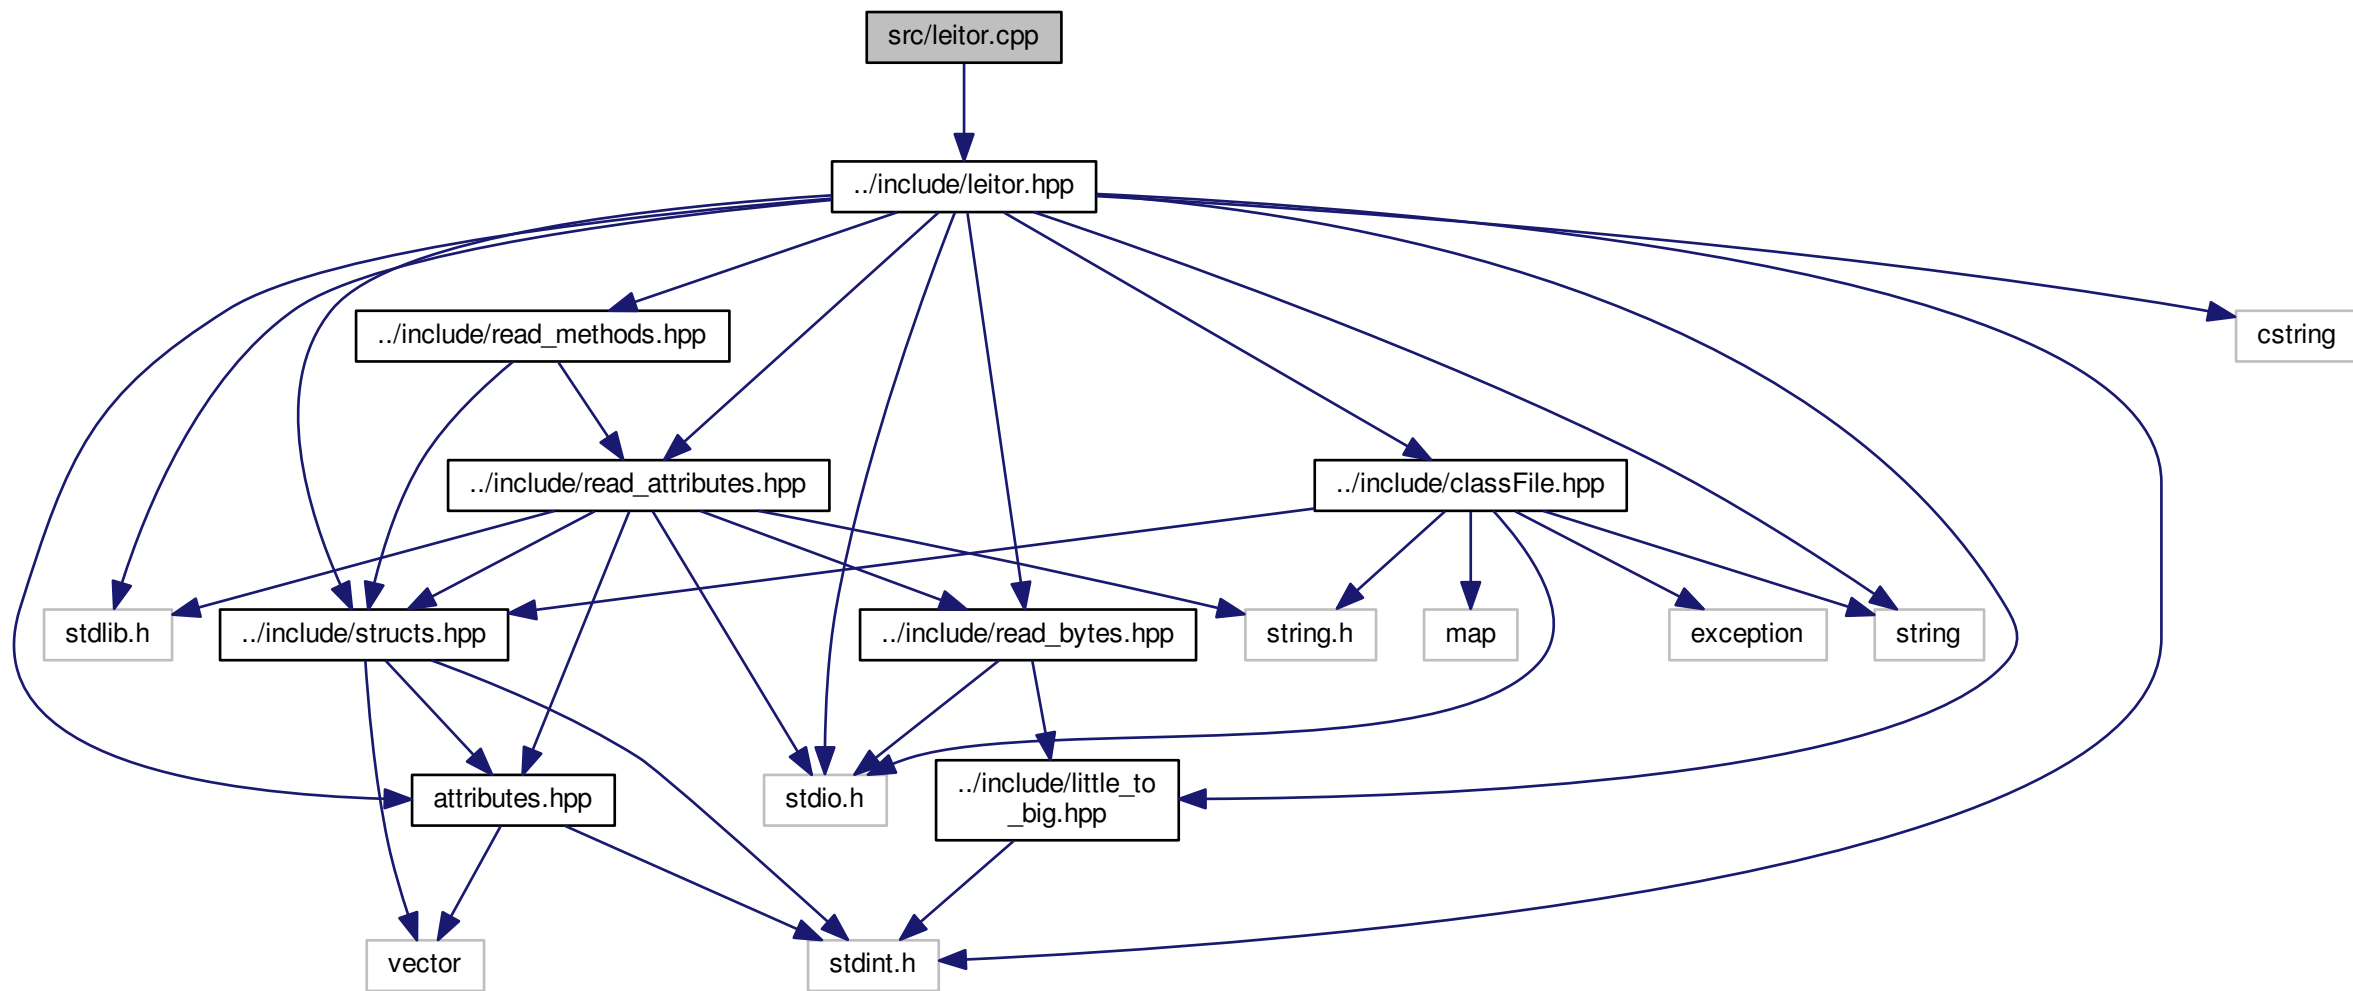 src/leitor.cpp
../include/leitor.hpp
../include/read_methods.hpp
cstring
../include/read_attributes.hpp
../include/classFile.hpp
stdlib.h
../include/structs.hpp
../include/read_bytes.hpp
string.h
map
exception
string
attributes.hpp
stdio.h
../include/little_to
_big.hpp
vector
stdint.h